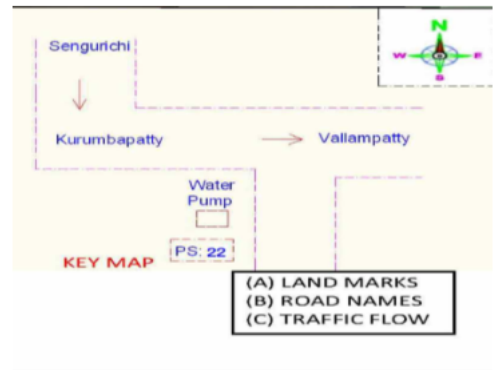 Sengurichi
N
W
E
S
Kurumbapatty
Vallampatty
Water
Pump
PS: 22
KEY MAP
(A) LAND MARKS
(B) ROAD NAMES
(C) TRAFFIC FLOW